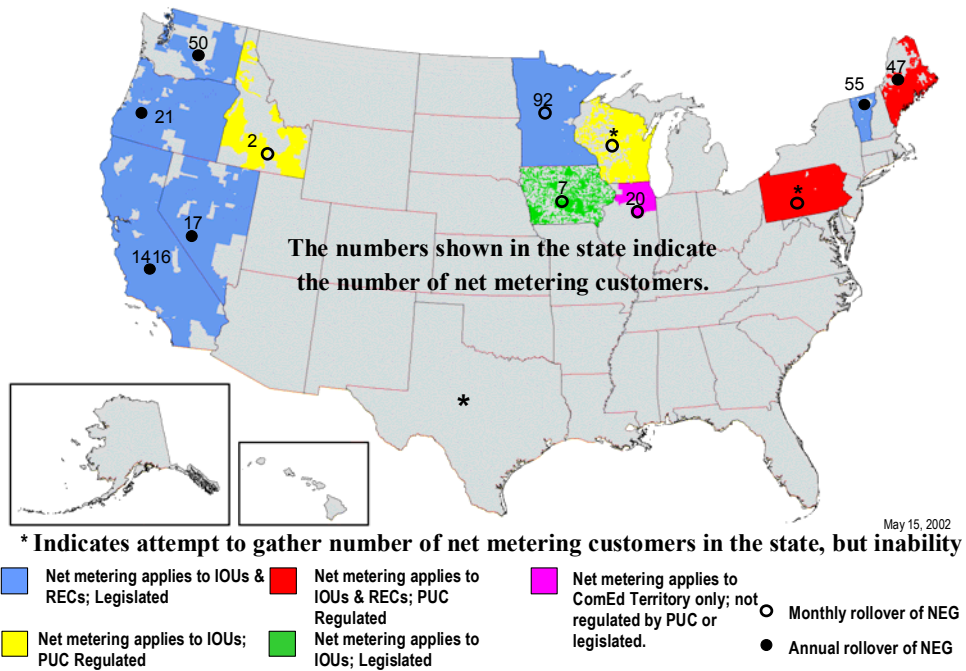 50
47
55
92
21
*
2
7
*
20
17
The numbers shown in the state indicate
the number of net metering customers.
1416
*
May 15, 2002
* Indicates attempt to gather number of net metering customers in the state, but inability
Net metering applies to IOUs &
RECs; Legislated
Net metering applies to IOUs;
PUC Regulated
Net metering applies to
IOUs & RECs; PUC
Regulated
Net metering applies to
IOUs; Legislated
Net metering applies to
ComEd Territory only; not
regulated by PUC or
legislated.
Monthly rollover of NEG
Annual rollover of NEG